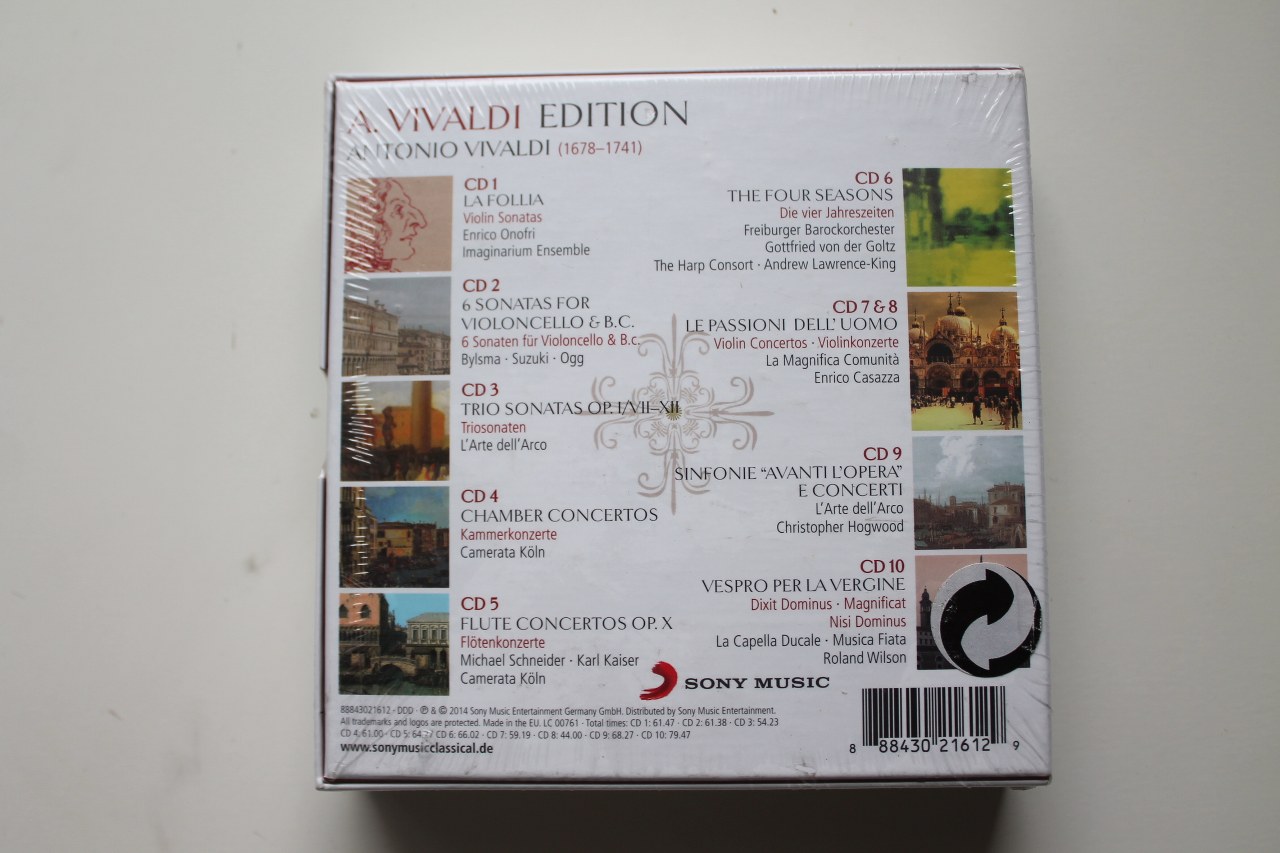 A. VIVALDI EDITION
ANTONIO VIVALDI (1678–1741)
CD 1
LA FOLLIA
Violin Sonatas
Enrico Onofri
Imaginarium Ensemble
CD 2
6 SONATAS FOR
VIOLONCELLO & B.C.
6 Sonaten für Violoncello & B.c.
Bylsma · Suzuki · Ogg
CD 3
TRIO SONATAS OP. I/VII–XII
Triosonaten
L'Arte dell'Arco
CD 4
CHAMBER CONCERTOS
Kammerkonzerte
Camerata Köln
CD 5
FLUTE CONCERTOS OP. X
Flötenkonzerte
Michael Schneider · Karl Kaiser
Camerata Köln
CD 6
THE FOUR SEASONS
Die vier Jahreszeiten
Freiburger Barockorchester
Gottfried von der Goltz
The Harp Consort · Andrew Lawrence-King
CD 7 & 8
LE PASSIONI DELL' UOMO
Violin Concertos · Violinkonzerte
La Magnifica Comunità
Enrico Casazza
CD 9
SINFONIE "AVANTI L'OPERA"
E CONCERTI
L'Arte dell'Arco
Christopher Hogwood
CD 10
VESPRO PER LA VERGINE
Dixit Dominus · Magnificat
Nisi Dominus
La Capella Ducale · Musica Fiata
Roland Wilson
SONY MUSIC
88843021612 · DDD · ℗ & © 2014 Sony Music Entertainment Germany GmbH. Distributed by Sony Music Entertainment.
All trademarks and logos are protected. Made in the EU. LC 00761 · Total times: CD 1: 61.47 · CD 2: 61.38 · CD 3: 54.23
CD 4: 61.00 · CD 5: 64 CD 6: 66.02 · CD 7: 59.19 · CD 8: 44.00 · CD 9: 68.27 · CD 10: 79.47
www.sonymusicclassical.de
8 88430 21612 9